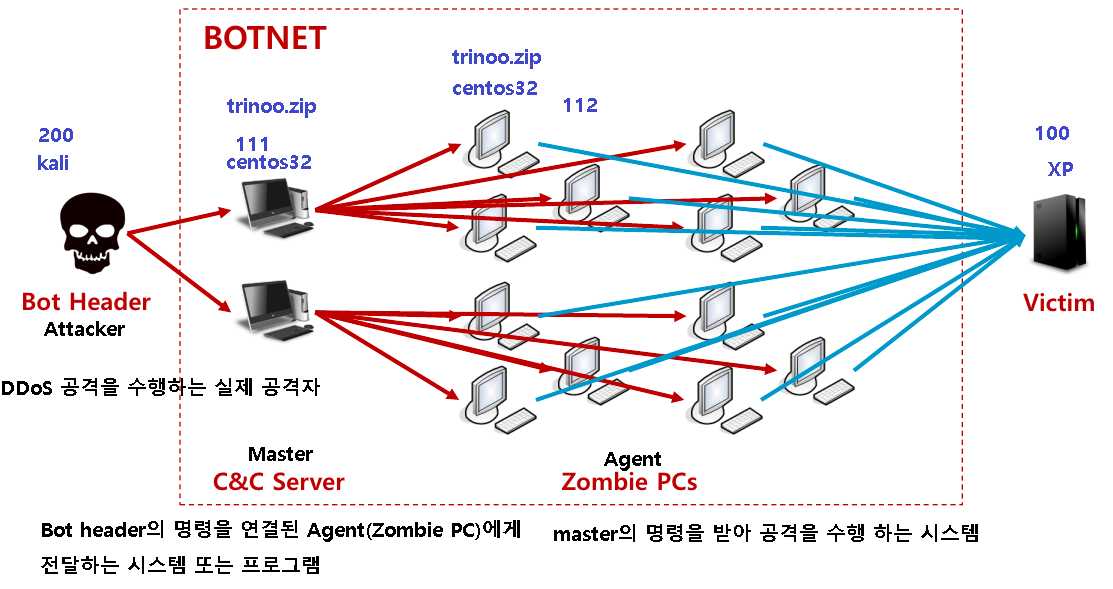 BOTNET
trinoo.zip
centos32
112
trinoo.zip
111
centos32
200
kali
100
XP
Bot Header
Attacker
Victim
DDoS 공격을 수행하는 실제 공격자
Master
C&C Server
Agent
Zombie PCs
Bot header의 명령을 연결된 Agent(Zombie PC)에게
전달하는 시스템 또는 프로그램
master의 명령을 받아 공격을 수행 하는 시스템